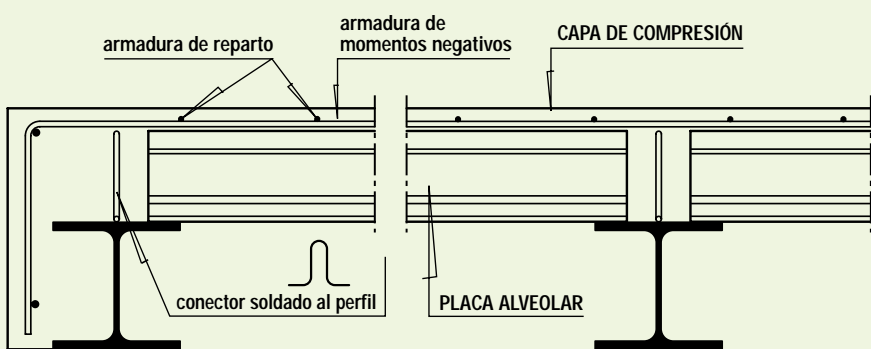 armadura de reparto
armadura de
momentos negativos
CAPA DE COMPRESIÓN
conector soldado al perfil
PLACA ALVEOLAR